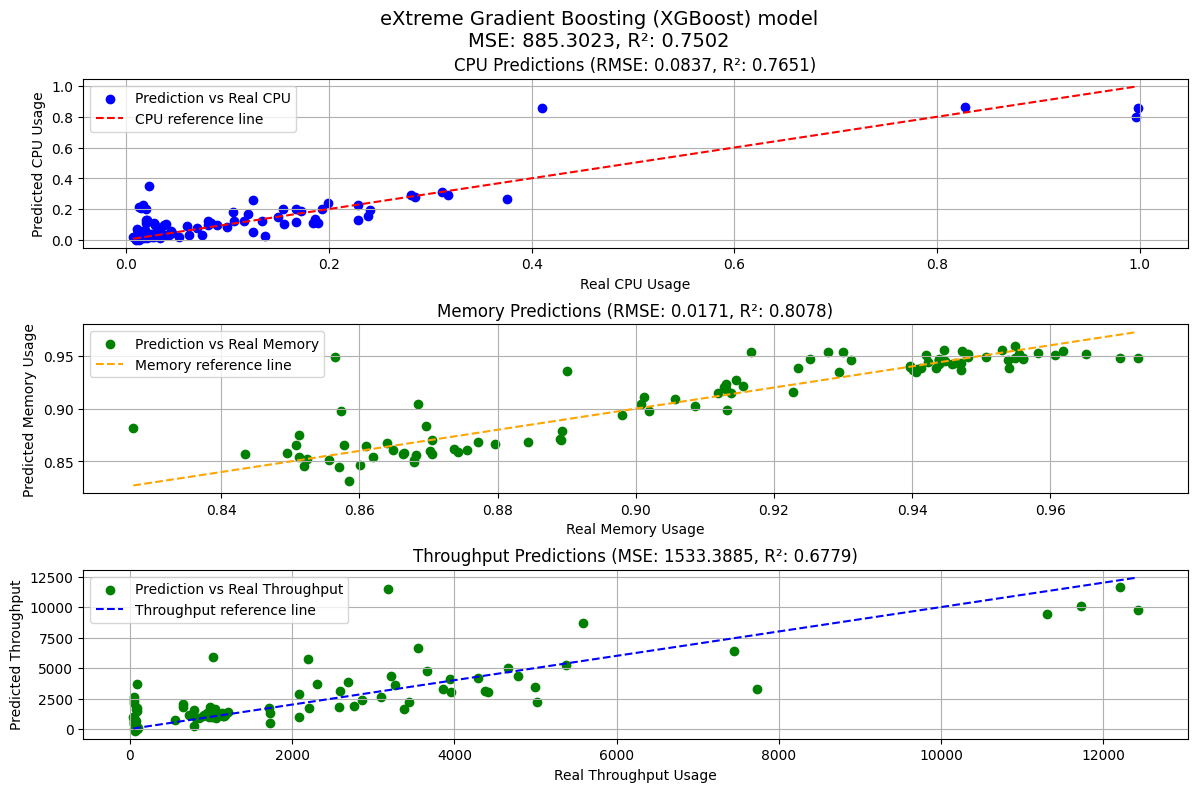 eXtreme Gradient Boosting (XGBoost) model
MSE: 885.3023, R²: 0.7502
CPU Predictions (RMSE: 0.0837, R²: 0.7651)
Prediction vs Real CPU
CPU reference line
Predicted CPU Usage
1.0
0.8
0.6
0.4
0.2
0.0
0.0 0.2 0.4 0.6 0.8 1.0
Real CPU Usage
Memory Predictions (RMSE: 0.0171, R²: 0.8078)
Prediction vs Real Memory
Memory reference line
Predicted Memory Usage
0.95
0.90
0.85
0.84 0.86 0.88 0.90 0.92 0.94 0.96
Real Memory Usage
Throughput Predictions (MSE: 1533.3885, R²: 0.6779)
Prediction vs Real Throughput
Throughput reference line
Predicted Throughput
12500
10000
7500
5000
2500
0
0 2000 4000 6000 8000 10000 12000
Real Throughput Usage